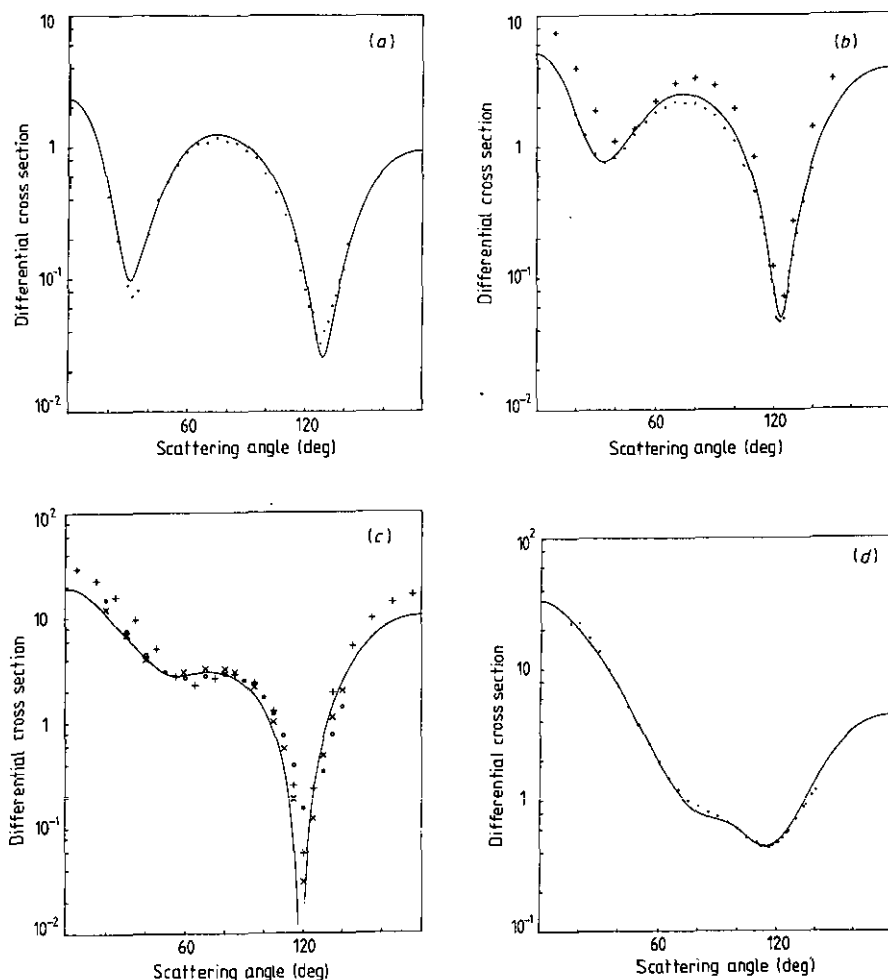 (a)
10
1
10⁻¹
10⁻²
Differential cross section
60
120
Scattering angle (deg)
(b)
10
1
10⁻¹
10⁻²
Differential cross section
60
120
Scattering angle (deg)
(c)
10²
10
1
10⁻¹
10⁻²
Differential cross section
60
120
Scattering angle (deg)
(d)
10²
10
1
10⁻¹
Differential cross section
60
120
Scattering angle (deg)